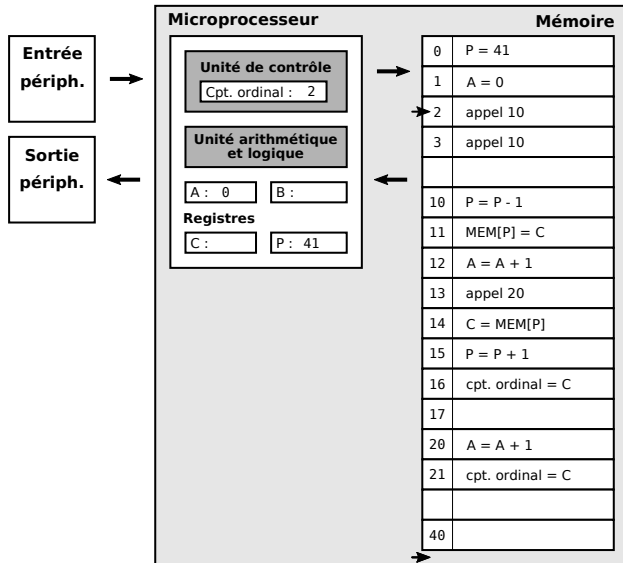 Microprocesseur
Mémoire
Entrée
périph.
Sortie
périph.
Unité de contrôle
Cpt. ordinal : 2
Unité arithmétique
et logique
A : 0
B :
Registres
C :
P : 41
0 P = 41
1 A = 0
2 appel 10
3 appel 10
10 P = P - 1
11 MEM[P] = C
12 A = A + 1
13 appel 20
14 C = MEM[P]
15 P = P + 1
16 cpt. ordinal = C
17
20 A = A + 1
21 cpt. ordinal = C
40